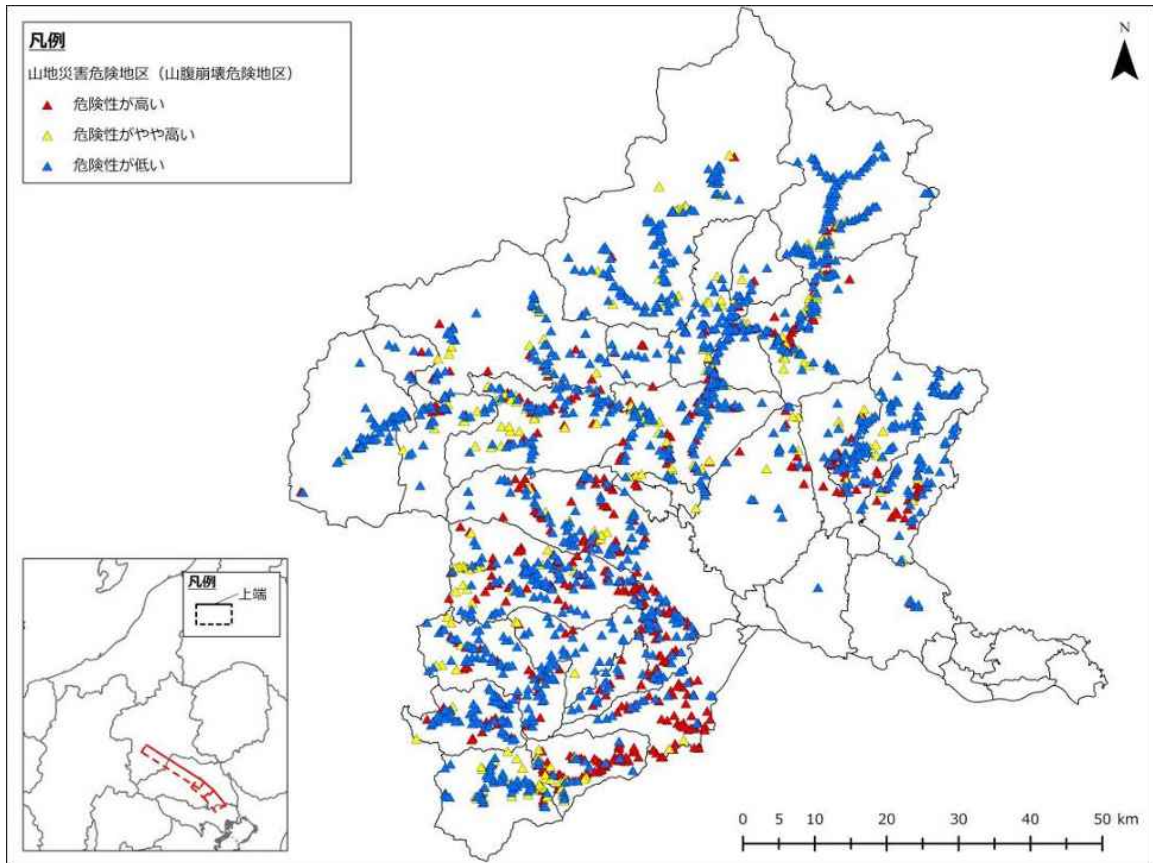 凡例
山地災害危険地区（山腹崩壊危険地区）
危険性が高い
危険性がやや高い
危険性が低い
N
凡例
上端
0 5 10 20 30 40 50 km